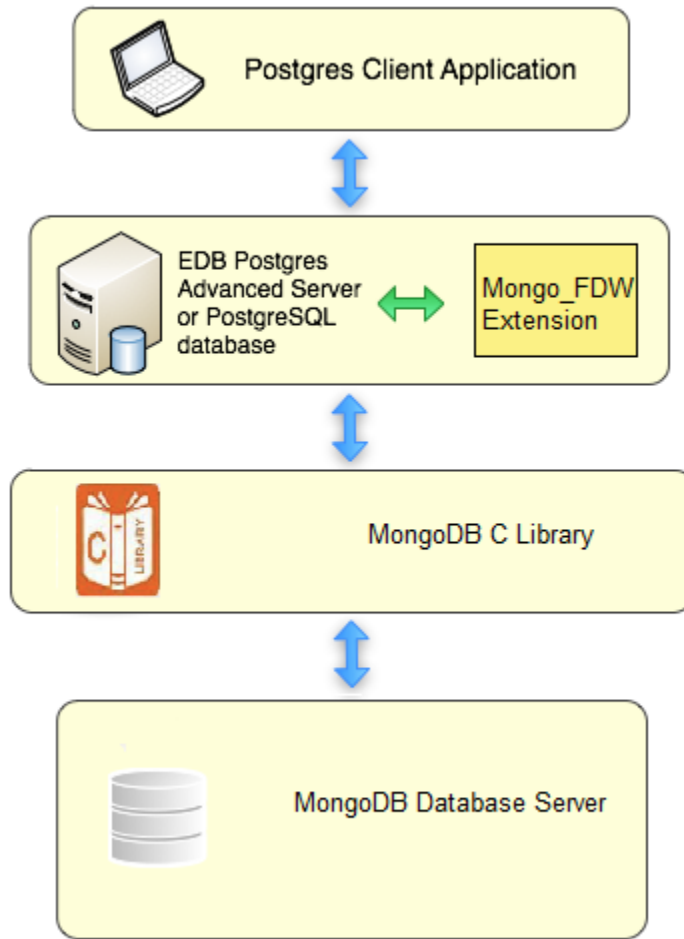 Postgres Client Application
EDB Postgres
Advanced Server
or PostgreSQL
database
Mongo_FDW
Extension
C
LIBRARY
MongoDB C Library
MongoDB Database Server